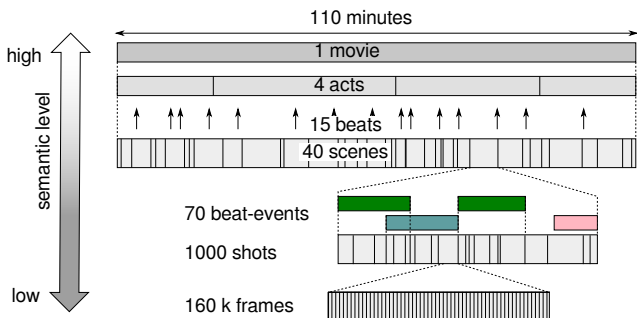 110 minutes
high
1 movie
4 acts
15 beats
40 scenes
semantic level
70 beat-events
1000 shots
low
160 k frames